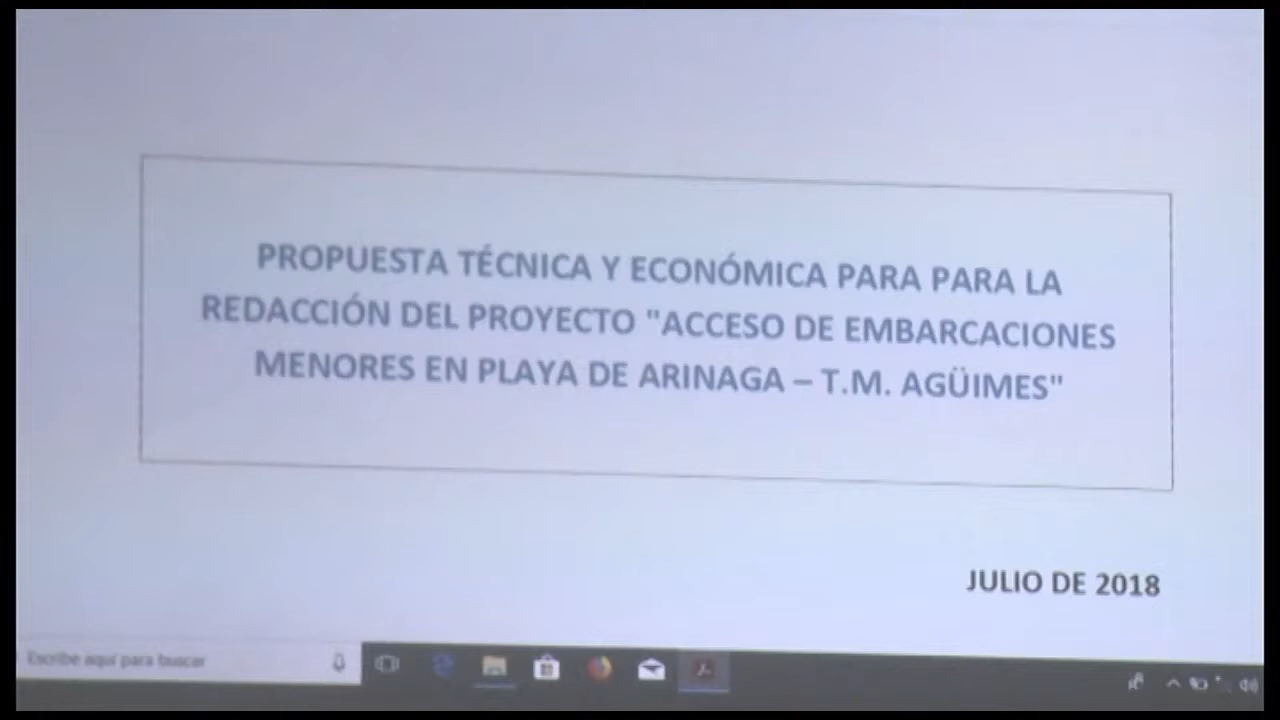 PROPUESTA TÉCNICA Y ECONÓMICA PARA PARA LA
REDACCIÓN DEL PROYECTO "ACCESO DE EMBARCACIONES
MENORES EN PLAYA DE ARINAGA – T.M. AGÜIMES"
JULIO DE 2018
Escribe aquí para buscar